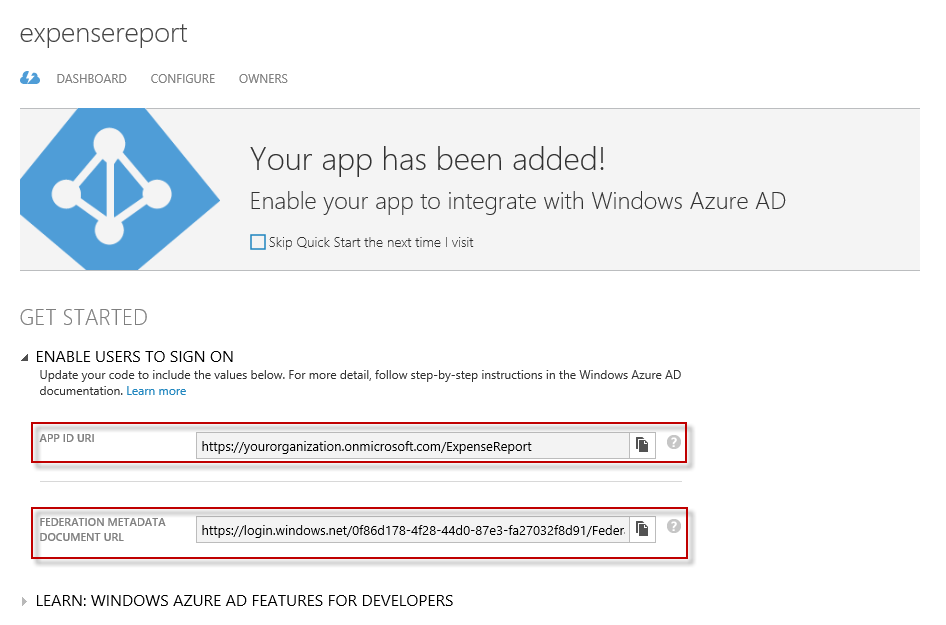 expensereport
DASHBOARD CONFIGURE OWNERS
Your app has been added!
Enable your app to integrate with Windows Azure AD
Skip Quick Start the next time I visit
GET STARTED
ENABLE USERS TO SIGN ON
Update your code to include the values below. For more detail, follow step-by-step instructions in the Windows Azure AD
documentation. Learn more
APP ID URI https://yourorganization.onmicrosoft.com/ExpenseReport ?
FEDERATION METADATA
DOCUMENT URL https://login.windows.net/0f86d178-4f28-44d0-87e3-fa27032f8d91/Feder ?
LEARN: WINDOWS AZURE AD FEATURES FOR DEVELOPERS